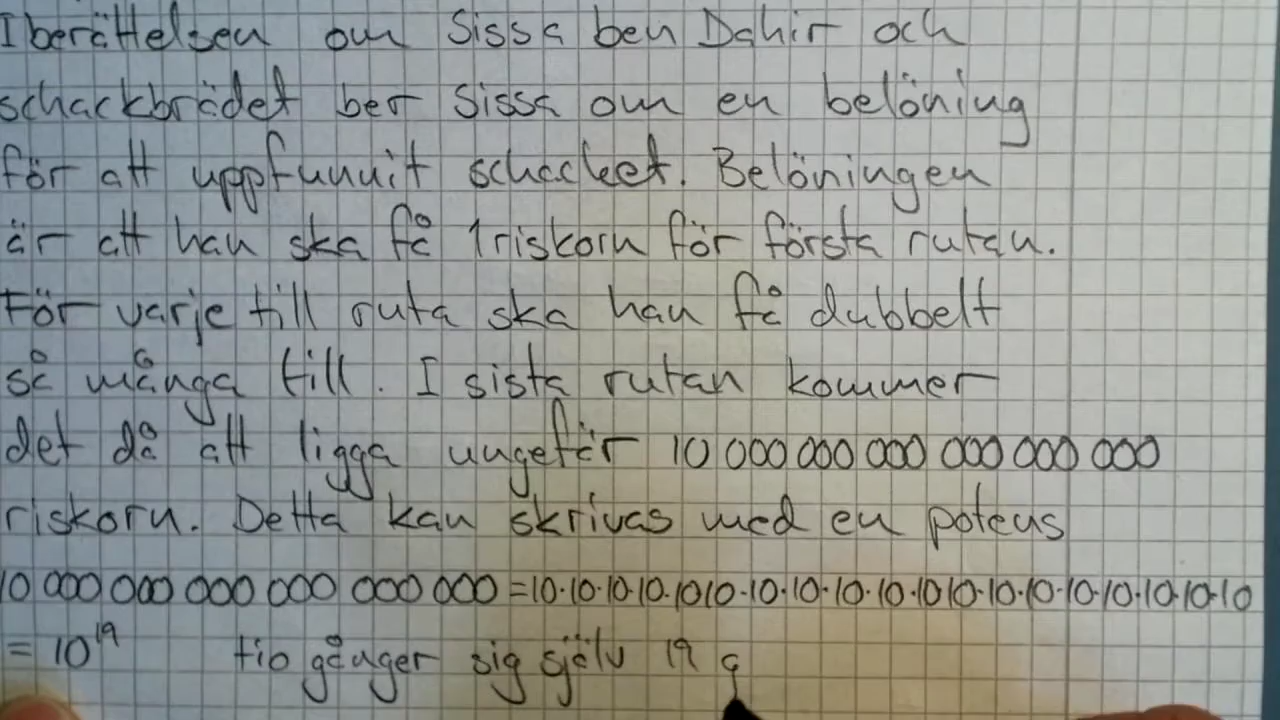 I berättelsen om Sissa ben Dahir och
schackbrädet ber Sissa om en belöning
för att uppfunnit schacket. Belöningen
är att han ska få 1 riskorn för första rutan.
För varje till ruta ska han få dubbelt
så många till. I sista rutan kommer
det då att ligga ungefär 10 000 000 000 000 000 000
riskorn. Detta kan skrivas med en potens
10 000 000 000 000 000 000 = 10·10·10·10·10·10·10·10·10·10·10·10·10·10·10·10·10·10·10
= 10¹⁹ tio gånger sig själv 19 g